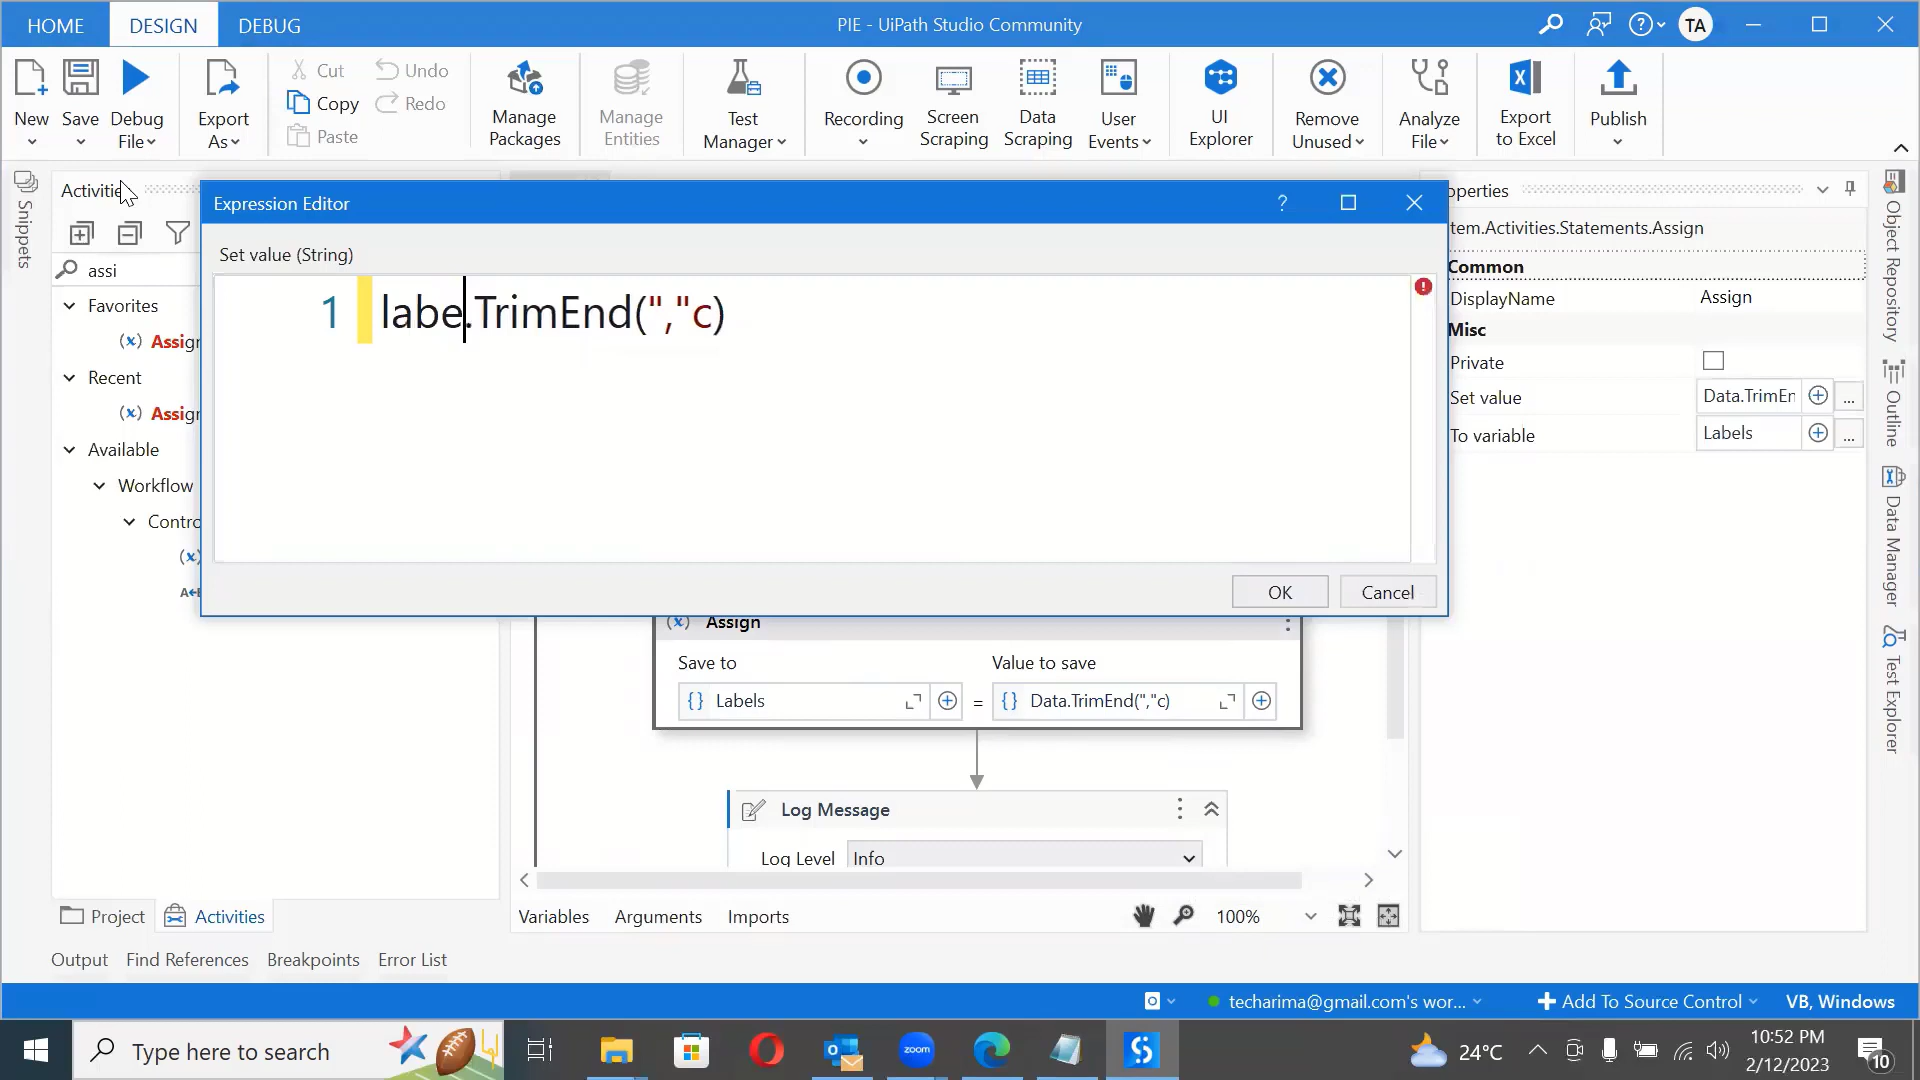 HOME DESIGN DEBUG PIE - UiPath Studio Community TA
New Save Debug File Export As Cut Copy Paste Undo Redo Manage Packages Manage Entities Test Manager Recording Screen Scraping Data Scraping User Events UI Explorer Remove Unused Analyze File Export to Excel Publish
Snippets
Activitie
assi
Favorites
Assign
Recent
Assign
Available
Workflow
Contro
Expression Editor
Set value (String)
1 labe.TrimEnd(","c)
OK Cancel
Assign
Save to Value to save
Labels = Data.TrimEnd(","c)
Log Message
Log Level Info
operties
tem.Activities.Statements.Assign
Common
DisplayName Assign
Misc
Private
Set value Data.TrimEn ...
To variable Labels ...
Object Repository
Outline
Data Manager
Test Explorer
Project Activities
Variables Arguments Imports 100%
Output Find References Breakpoints Error List
techarima@gmail.com's wor... Add To Source Control VB, Windows
Type here to search
zoom
24°C
10:52 PM
2/12/2023
10